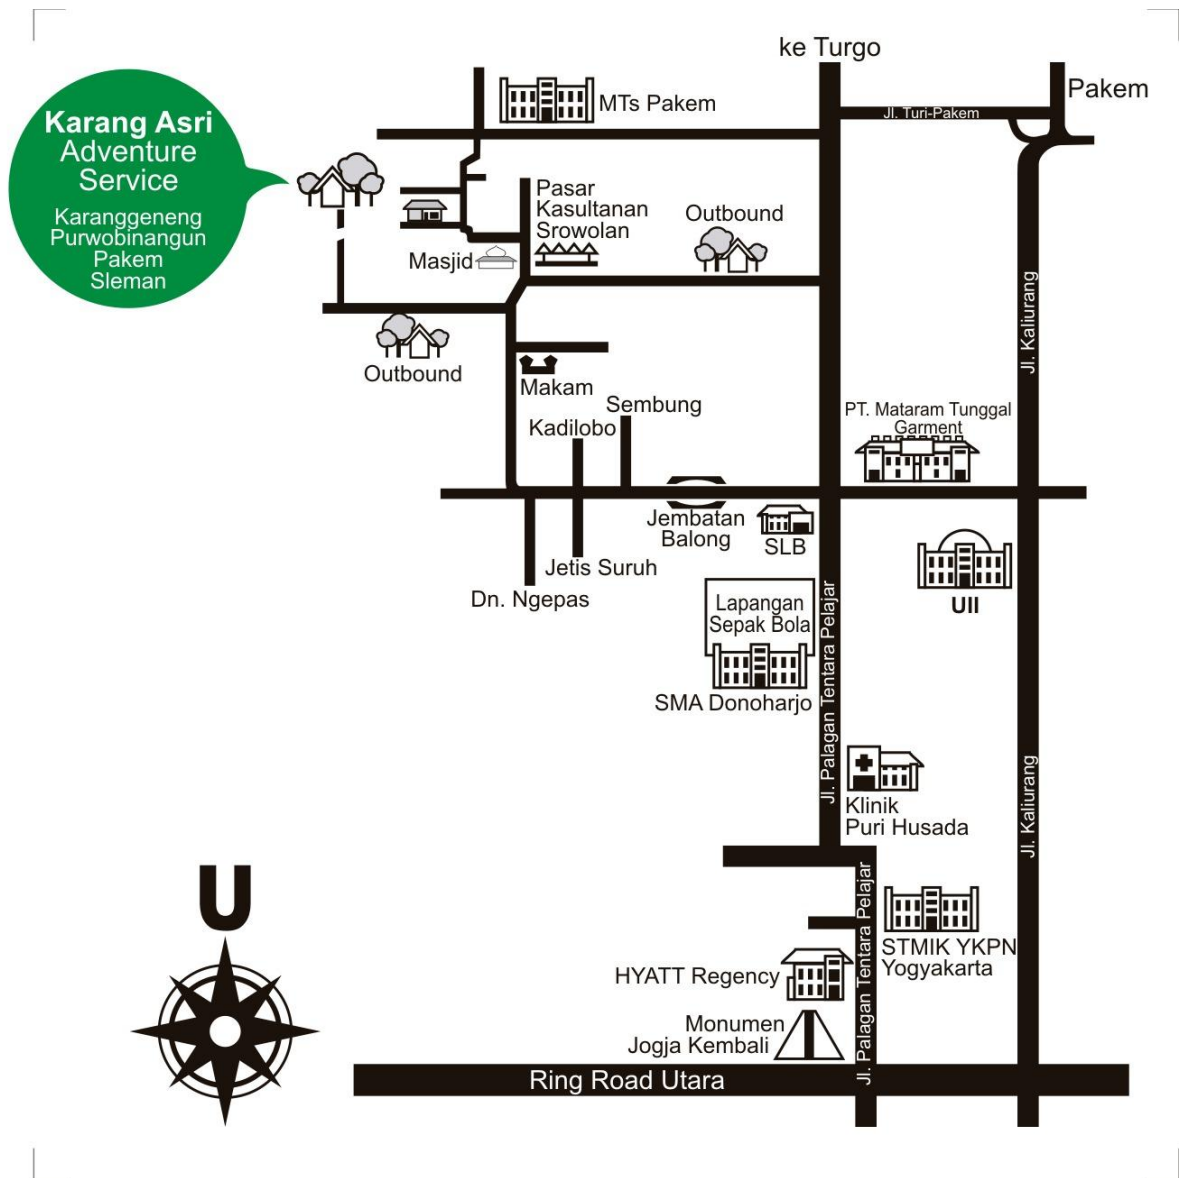 ke Turgo
Pakem
MTs Pakem
Jl. Turi-Pakem
Karang Asri
Adventure
Service
Karanggeneng
Purwobinangun
Pakem
Sleman
Pasar
Kasultanan
Srowolan
Outbound
Masjid
Jl. Kaliurang
Outbound
Makam
Sembung
Kadilobo
PT. Mataram Tunggal
Garment
Jembatan
Balong
SLB
Jetis Suruh
Dn. Ngepas
UII
Lapangan
Sepak Bola
SMA Donoharjo
Jl. Palagan Tentara Pelajar
Klinik
Puri Husada
Jl. Kaliurang
U
Jl. Palagan Tentara Pelajar
STMIK YKPN
Yogyakarta
HYATT Regency
Monumen
Jogja Kembali
Ring Road Utara